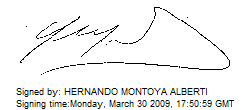 Signed by: HERNANDO MONTOYA ALBERTI
Signing time:Monday, March 30 2009, 17:50:59 GMT